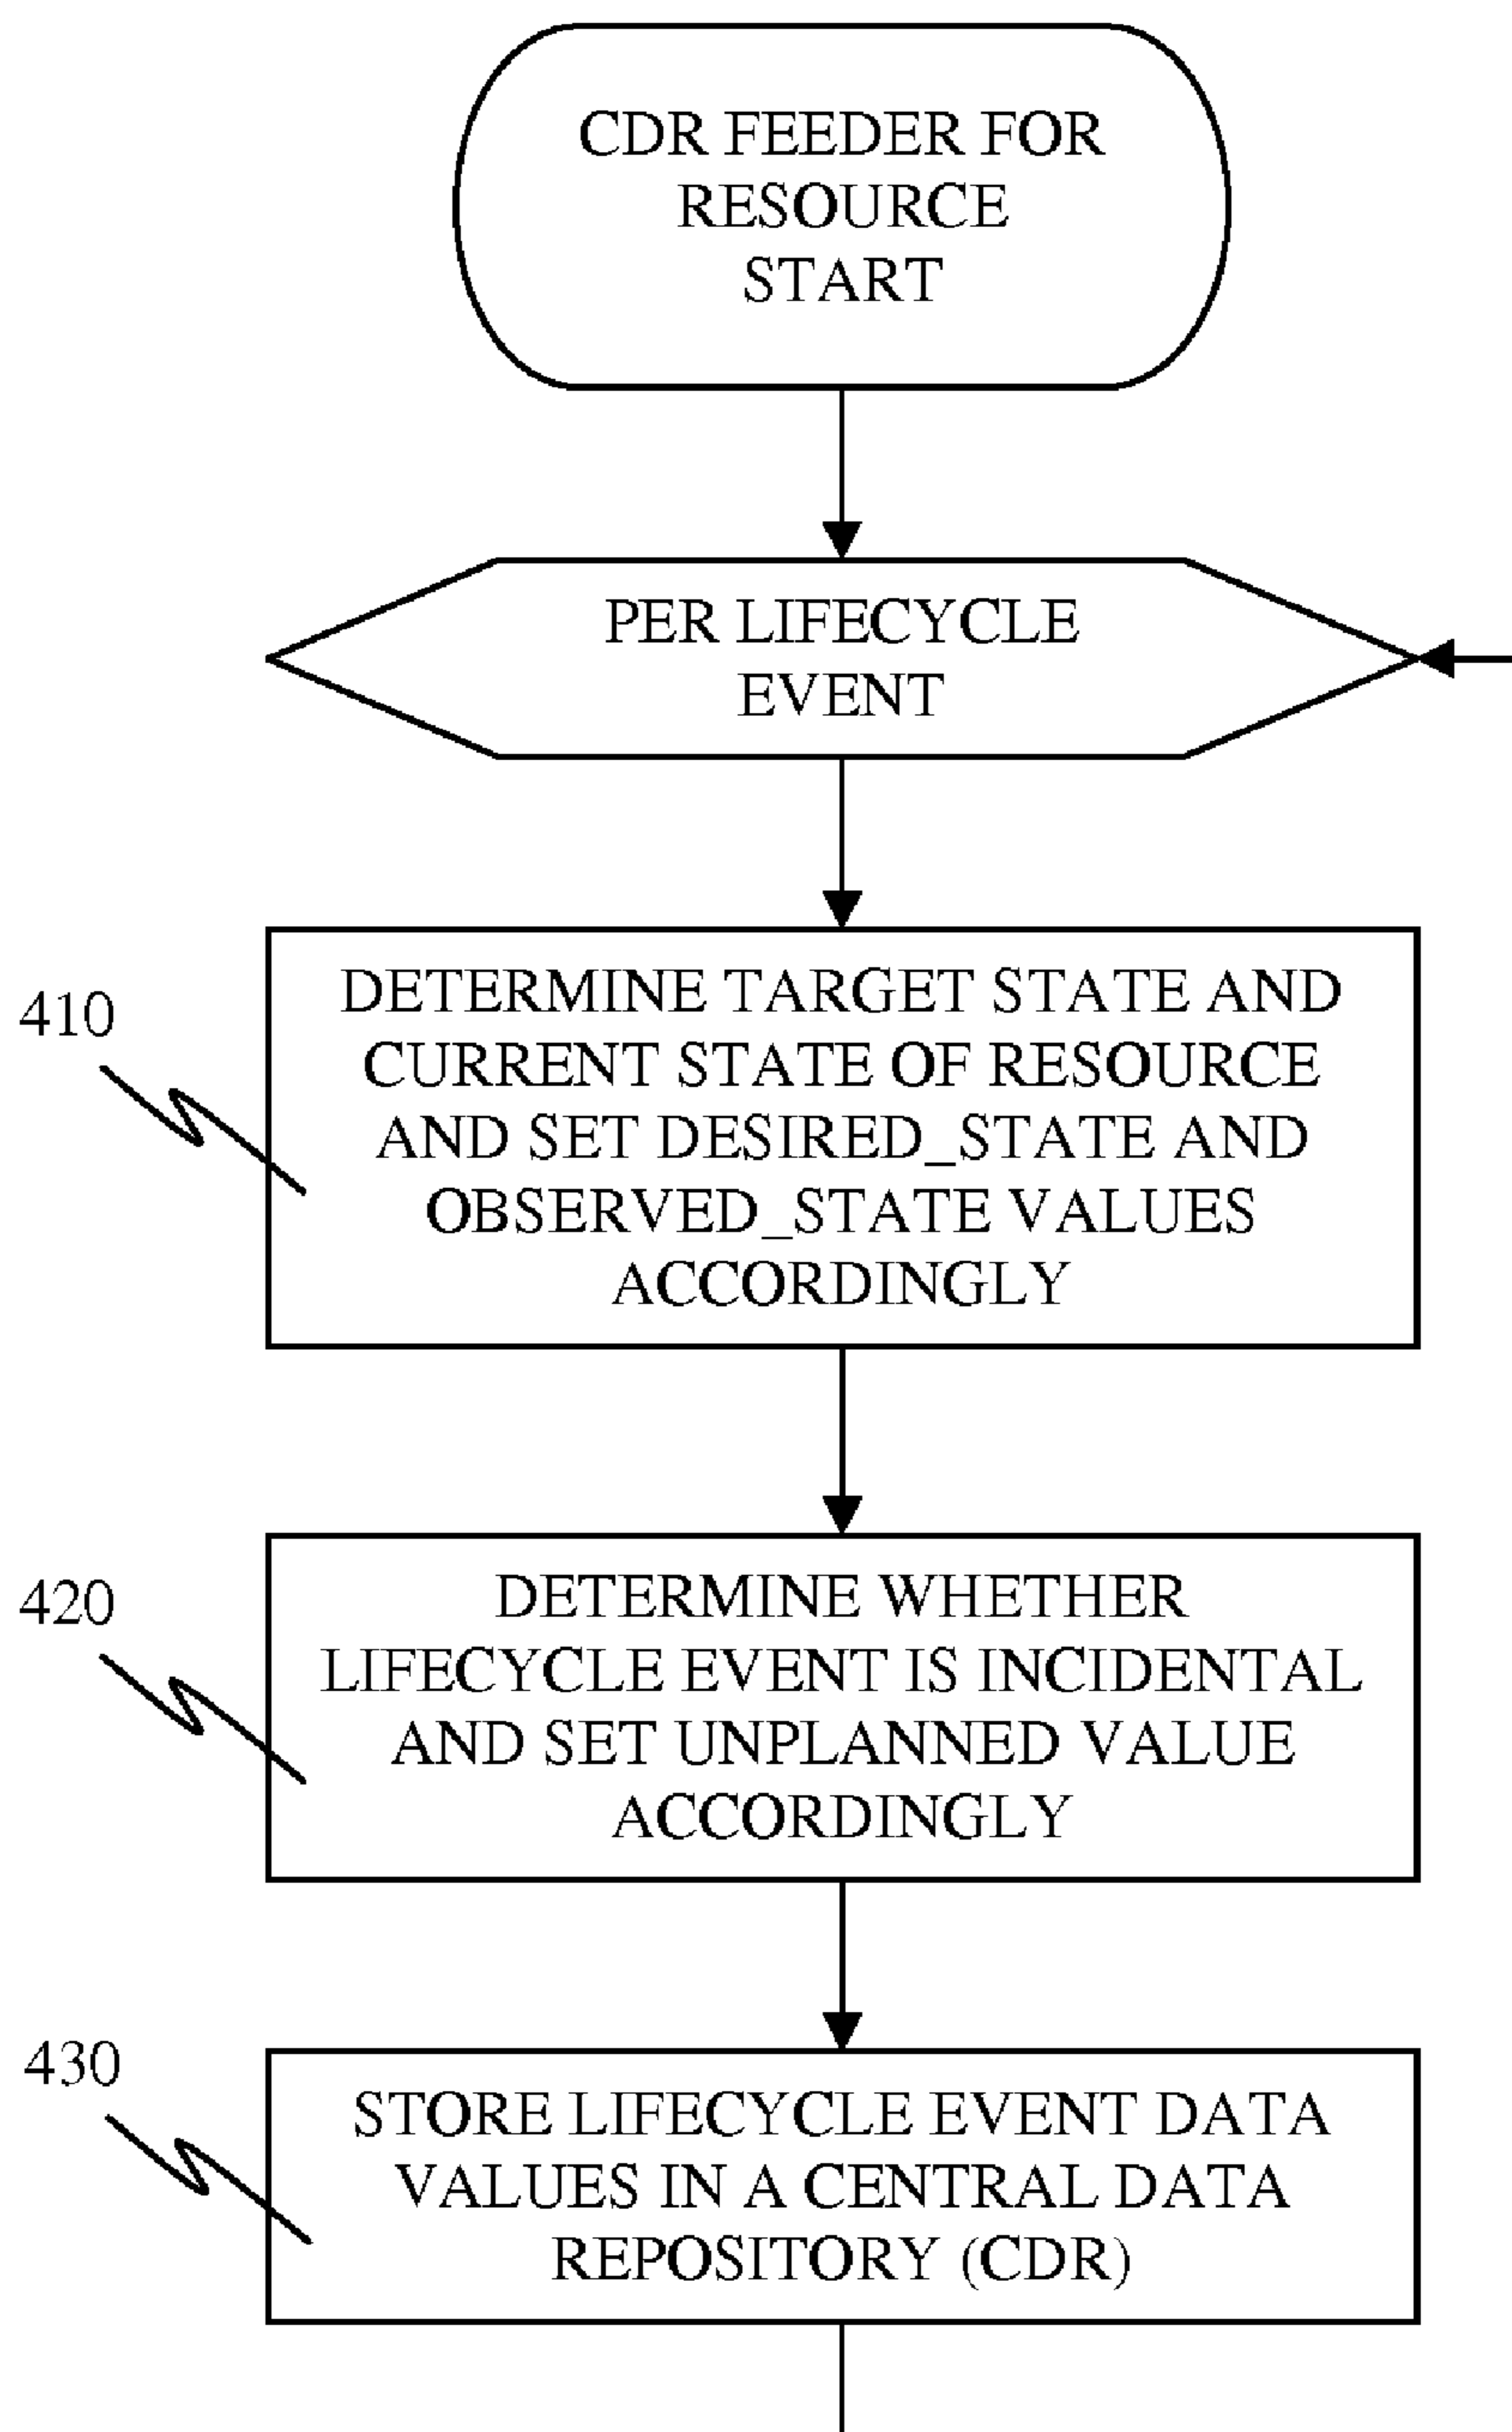 CDR FEEDER FOR
RESOURCE
START
PER LIFECYCLE
EVENT
410
DETERMINE TARGET STATE AND
CURRENT STATE OF RESOURCE
AND SET DESIRED_STATE AND
OBSERVED_STATE VALUES
ACCORDINGLY
420
DETERMINE WHETHER
LIFECYCLE EVENT IS INCIDENTAL
AND SET UNPLANNED VALUE
ACCORDINGLY
430
STORE LIFECYCLE EVENT DATA
VALUES IN A CENTRAL DATA
REPOSITORY (CDR)